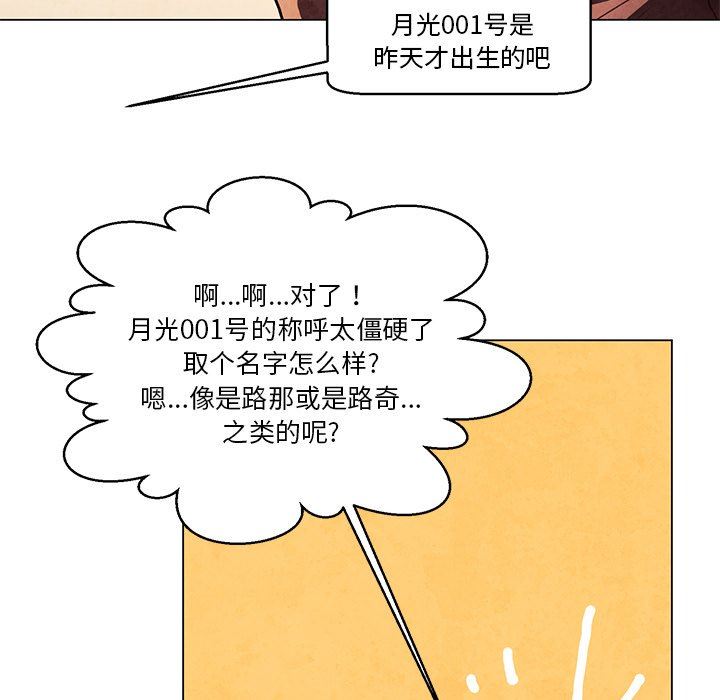 月光001号是
昨天才出生的吧
啊...啊...对了！
月光001号的称呼太僵硬了
取个名字怎么样?
嗯...像是路那或是路奇...
之类的呢?